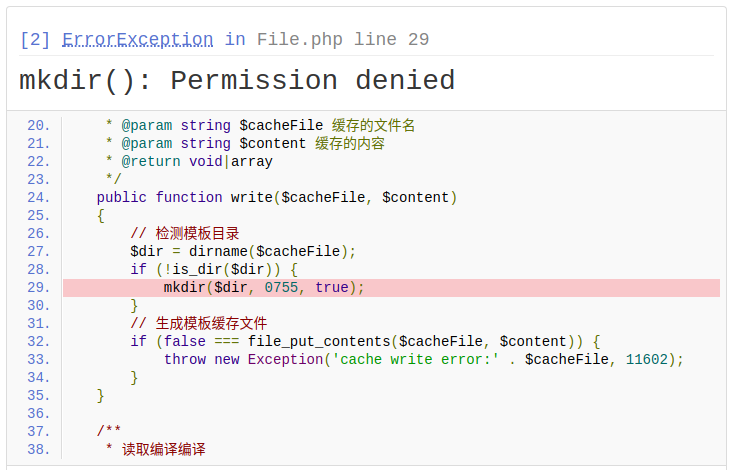 [2] ErrorException in File.php line 29
mkdir(): Permission denied
20.      * @param string $cacheFile 缓存的文件名
21.      * @param string $content 缓存的内容
22.      * @return void|array
23.      */
24.     public function write($cacheFile, $content)
25.     {
26.         // 检测模板目录
27.         $dir = dirname($cacheFile);
28.         if (!is_dir($dir)) {
29.             mkdir($dir, 0755, true);
30.         }
31.         // 生成模板缓存文件
32.         if (false === file_put_contents($cacheFile, $content)) {
33.             throw new Exception('cache write error:' . $cacheFile, 11602);
34.         }
35.     }
36.
37.     /**
38.      * 读取编译编译